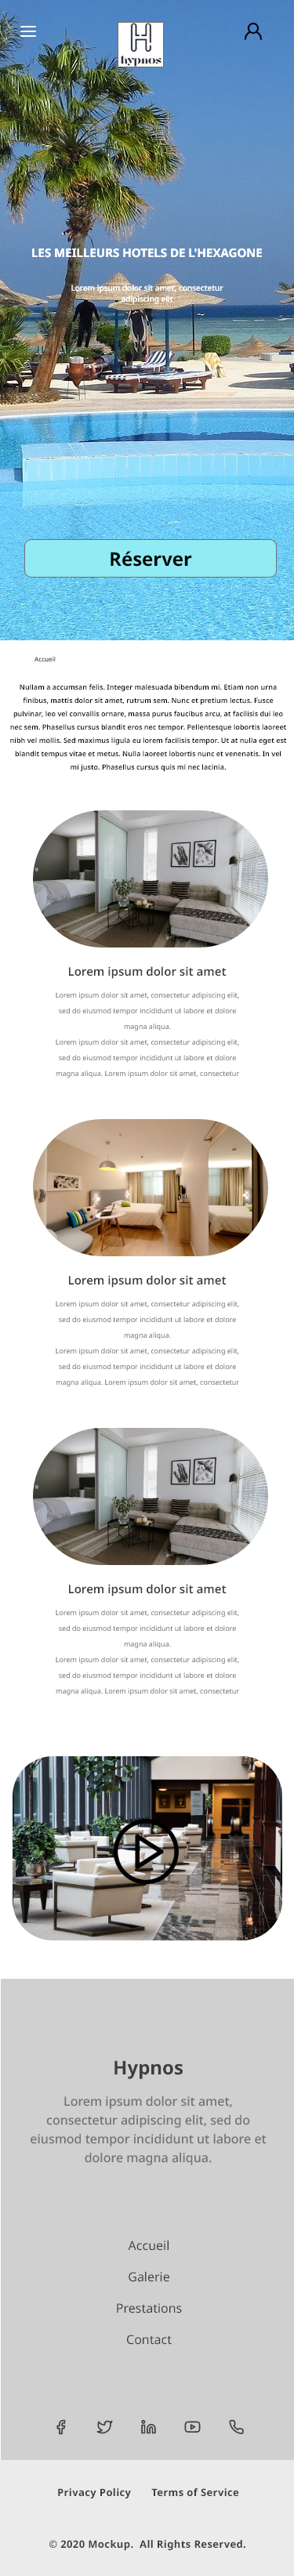 H
hypnos
LES MEILLEURS HOTELS DE L'HEXAGONE
Lorem ipsum dolor sit amet, consectetur
adipiscing elit
Réserver
Accueil
Nullam a accumsan felis. Integer malesuada bibendum mi. Etiam non urna
finibus, mattis dolor sit amet, rutrum sem. Nunc et pretium lectus. Fusce
pulvinar, leo vel convallis ornare, massa purus faucibus arcu, at facilisis dui leo
nec sem. Phasellus cursus blandit eros nec tempor. Pellentesque lobortis laoreet
nibh vel mollis. Sed maximus ligula eu lorem facilisis tempor. Ut at nulla eget est
blandit tempus vitae et metus. Nulla laoreet lobortis nunc et venenatis. In vel
mi justo. Phasellus cursus quis mi nec lacinia.
Lorem ipsum dolor sit amet
Lorem ipsum dolor sit amet, consectetur adipiscing elit,
sed do eiusmod tempor incididunt ut labore et dolore
magna aliqua.
Lorem ipsum dolor sit amet, consectetur adipiscing elit,
sed do eiusmod tempor incididunt ut labore et dolore
magna aliqua. Lorem ipsum dolor sit amet, consectetur
Lorem ipsum dolor sit amet
Lorem ipsum dolor sit amet, consectetur adipiscing elit,
sed do eiusmod tempor incididunt ut labore et dolore
magna aliqua.
Lorem ipsum dolor sit amet, consectetur adipiscing elit,
sed do eiusmod tempor incididunt ut labore et dolore
magna aliqua. Lorem ipsum dolor sit amet, consectetur
Lorem ipsum dolor sit amet
Lorem ipsum dolor sit amet, consectetur adipiscing elit,
sed do eiusmod tempor incididunt ut labore et dolore
magna aliqua.
Lorem ipsum dolor sit amet, consectetur adipiscing elit,
sed do eiusmod tempor incididunt ut labore et dolore
magna aliqua. Lorem ipsum dolor sit amet, consectetur
Hypnos
Lorem ipsum dolor sit amet,
consectetur adipiscing elit, sed do
eiusmod tempor incididunt ut labore et
dolore magna aliqua.
Accueil
Galerie
Prestations
Contact
Privacy Policy Terms of Service
© 2020 Mockup. All Rights Reserved.